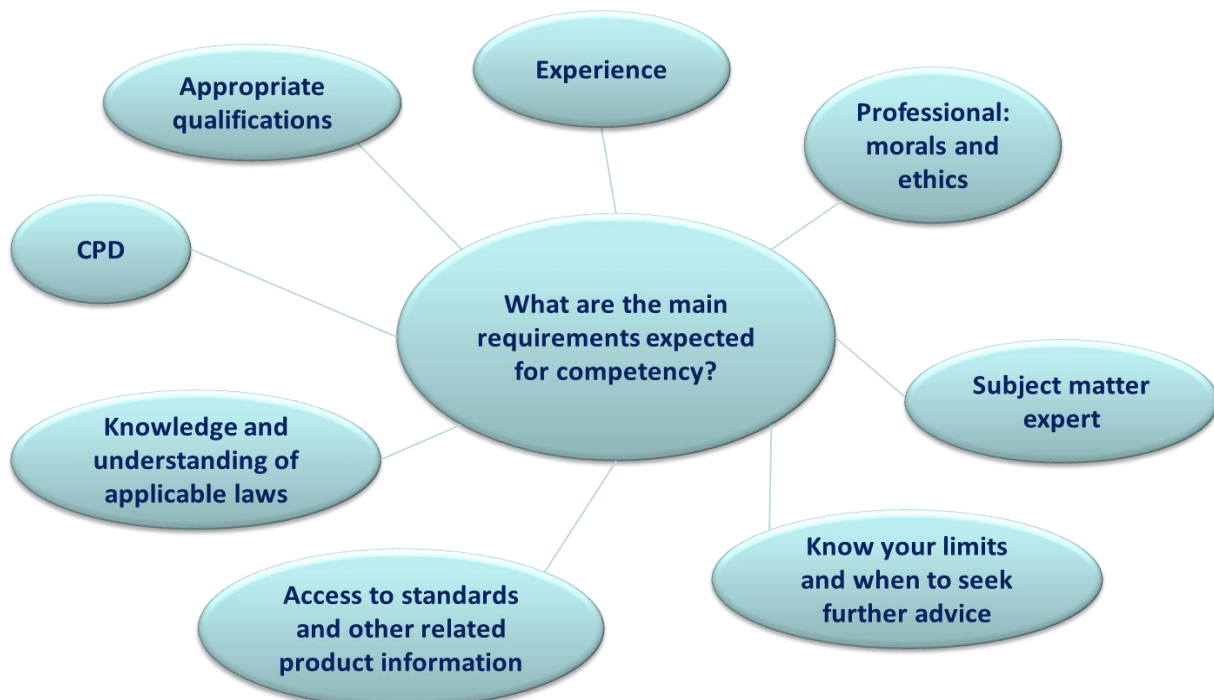 Experience
Appropriate
qualifications
Professional:
morals and
ethics
CPD
What are the main
requirements expected
for competency?
Subject matter
expert
Knowledge and
understanding of
applicable laws
Know your limits
and when to seek
further advice
Access to standards
and other related
product information